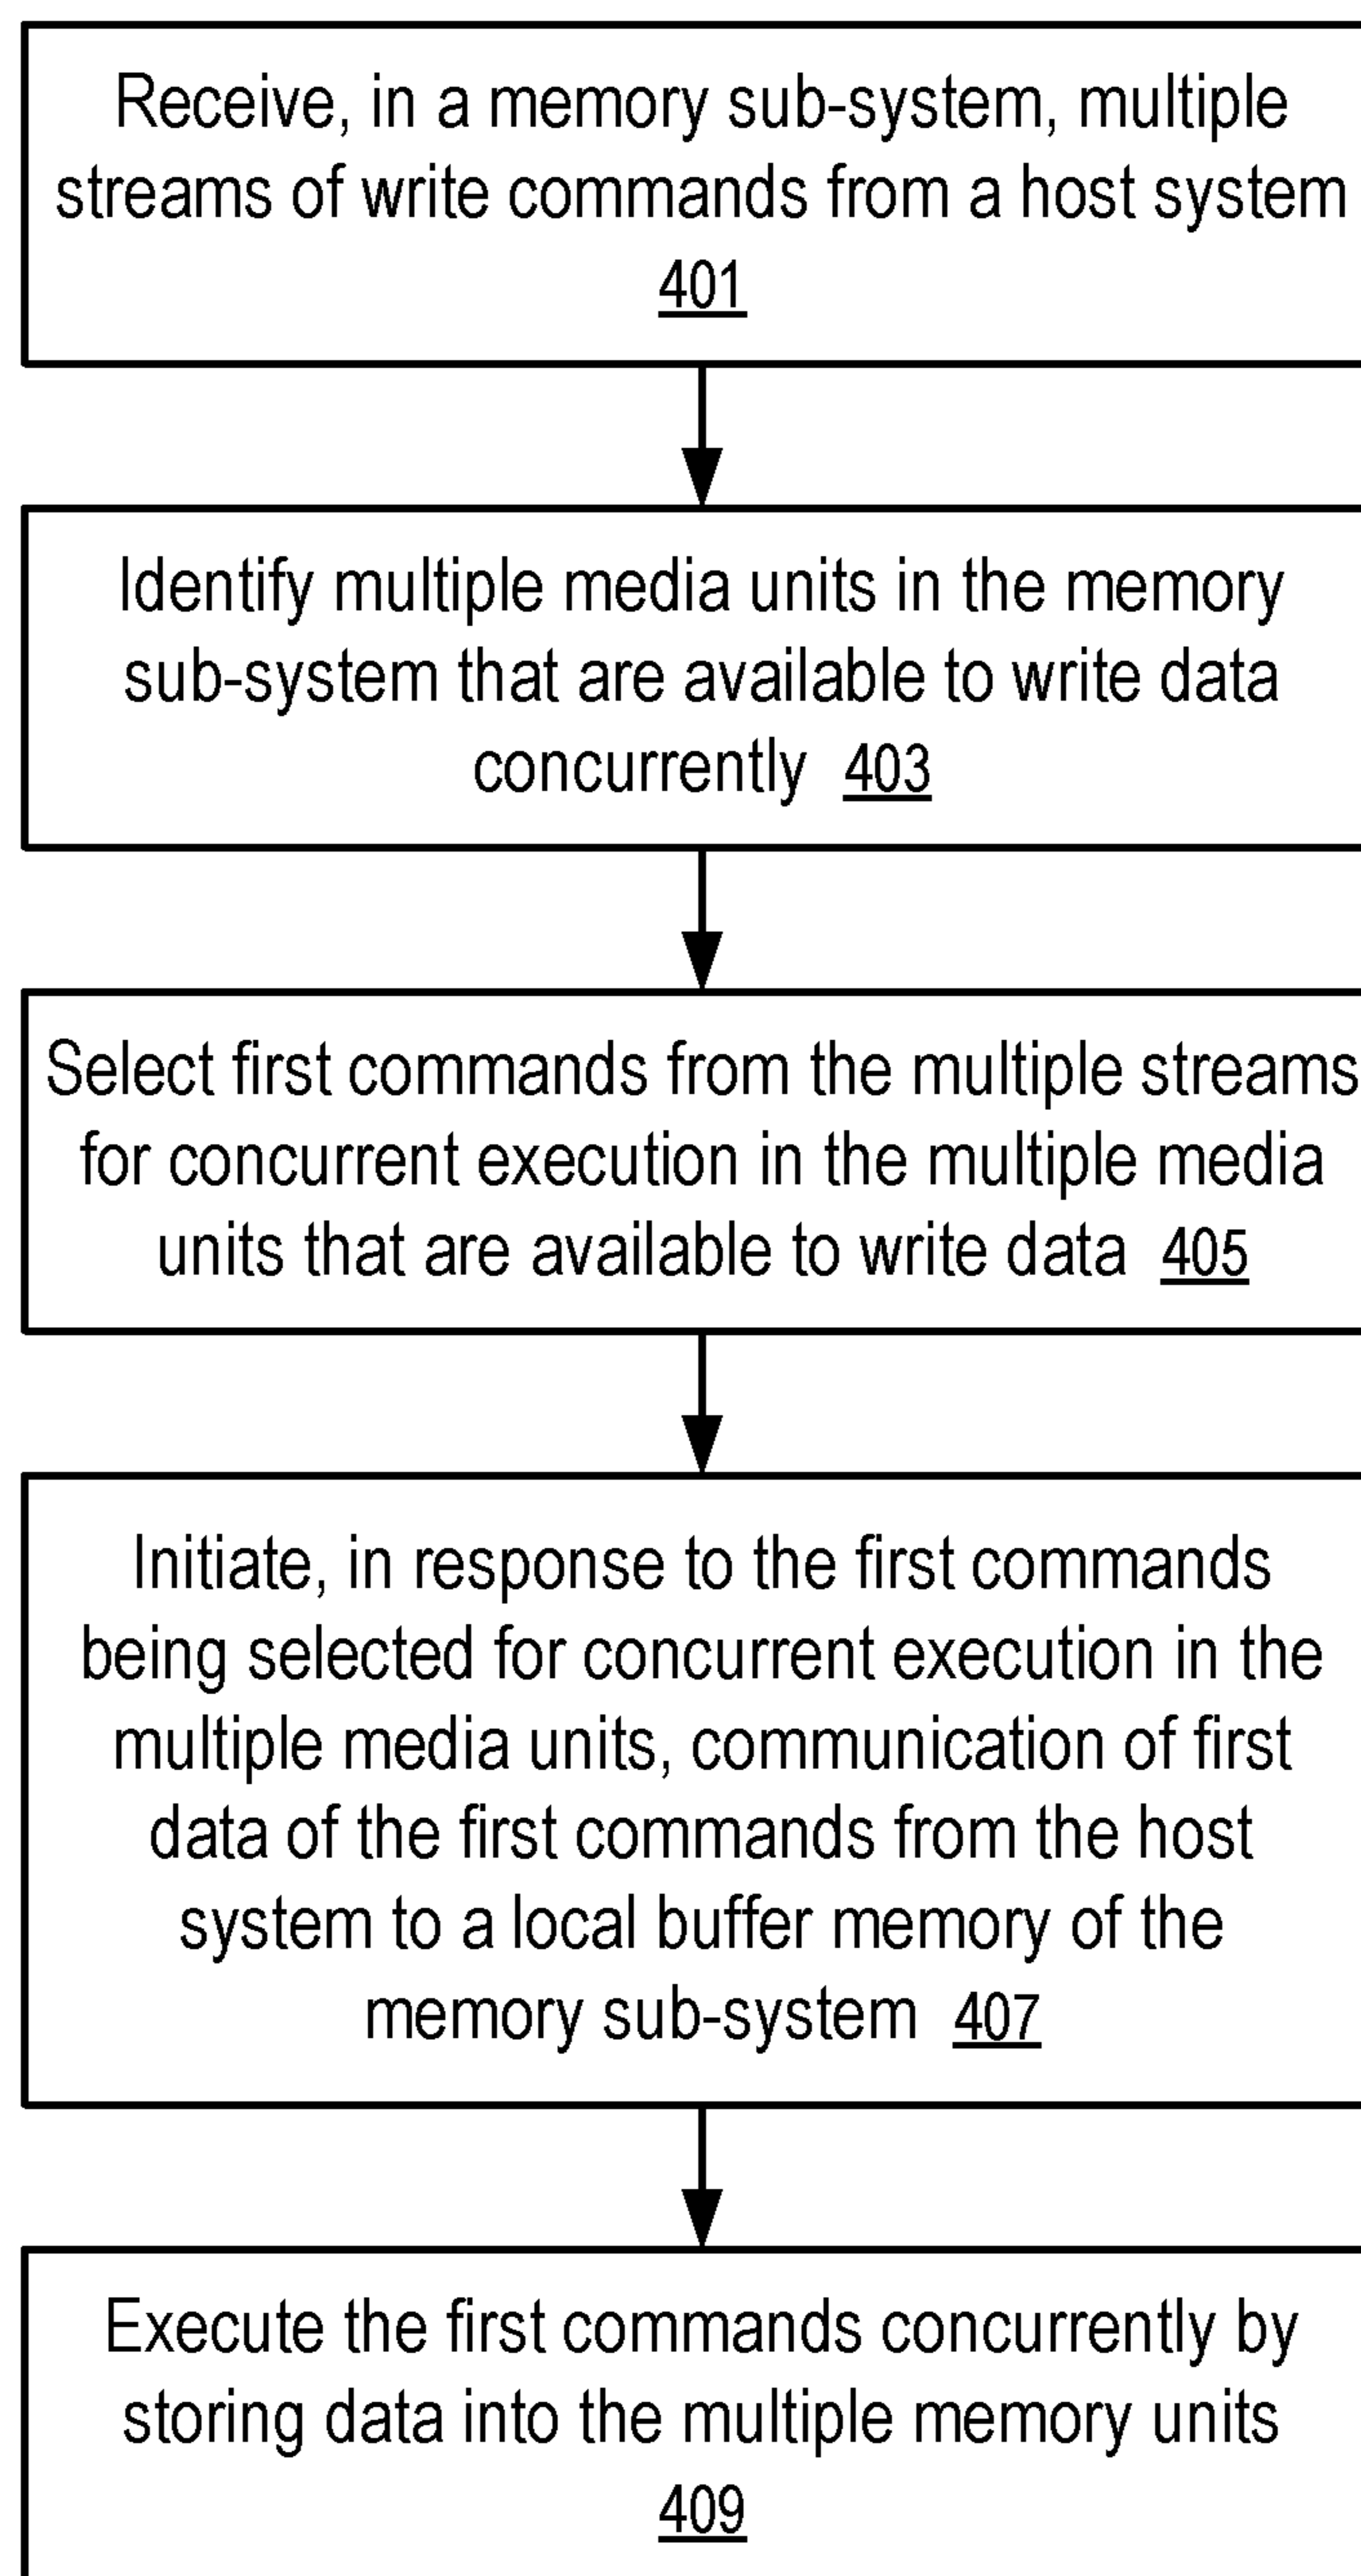 Receive, in a memory sub-system, multiple
streams of write commands from a host system
401
Identify multiple media units in the memory
sub-system that are available to write data
concurrently 403
Select first commands from the multiple streams
for concurrent execution in the multiple media
units that are available to write data 405
Initiate, in response to the first commands
being selected for concurrent execution in the
multiple media units, communication of first
data of the first commands from the host
system to a local buffer memory of the
memory sub-system 407
Execute the first commands concurrently by
storing data into the multiple memory units
409